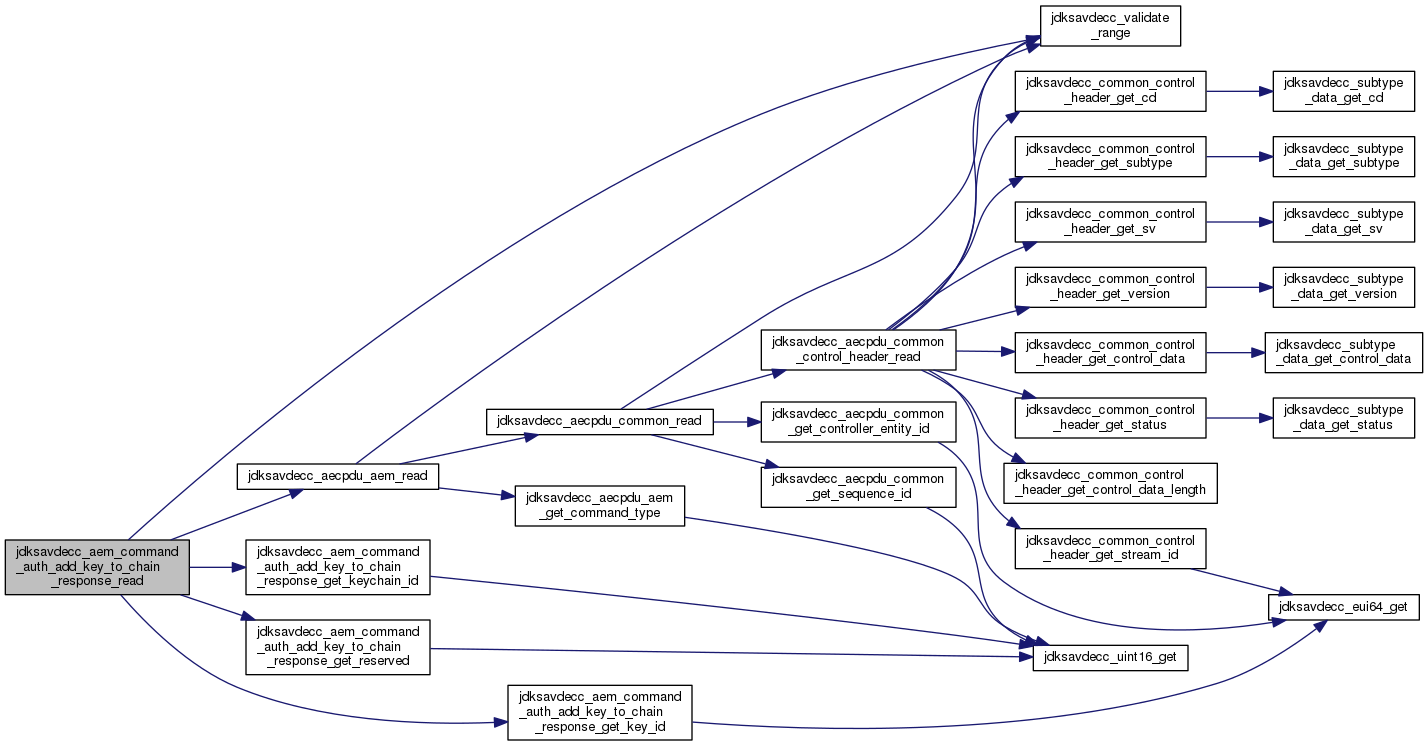 jdksavdecc_aem_command
_auth_add_key_to_chain
_response_read
jdksavdecc_aecpdu_aem_read
jdksavdecc_aem_command
_auth_add_key_to_chain
_response_get_keychain_id
jdksavdecc_aem_command
_auth_add_key_to_chain
_response_get_reserved
jdksavdecc_aecpdu_common_read
jdksavdecc_aecpdu_aem
_get_command_type
jdksavdecc_aem_command
_auth_add_key_to_chain
_response_get_key_id
jdksavdecc_aecpdu_common
_control_header_read
jdksavdecc_aecpdu_common
_get_controller_entity_id
jdksavdecc_aecpdu_common
_get_sequence_id
jdksavdecc_validate
_range
jdksavdecc_common_control
_header_get_cd
jdksavdecc_common_control
_header_get_subtype
jdksavdecc_common_control
_header_get_sv
jdksavdecc_common_control
_header_get_version
jdksavdecc_common_control
_header_get_control_data
jdksavdecc_common_control
_header_get_status
jdksavdecc_common_control
_header_get_control_data_length
jdksavdecc_common_control
_header_get_stream_id
jdksavdecc_uint16_get
jdksavdecc_subtype
_data_get_cd
jdksavdecc_subtype
_data_get_subtype
jdksavdecc_subtype
_data_get_sv
jdksavdecc_subtype
_data_get_version
jdksavdecc_subtype
_data_get_control_data
jdksavdecc_subtype
_data_get_status
jdksavdecc_eui64_get